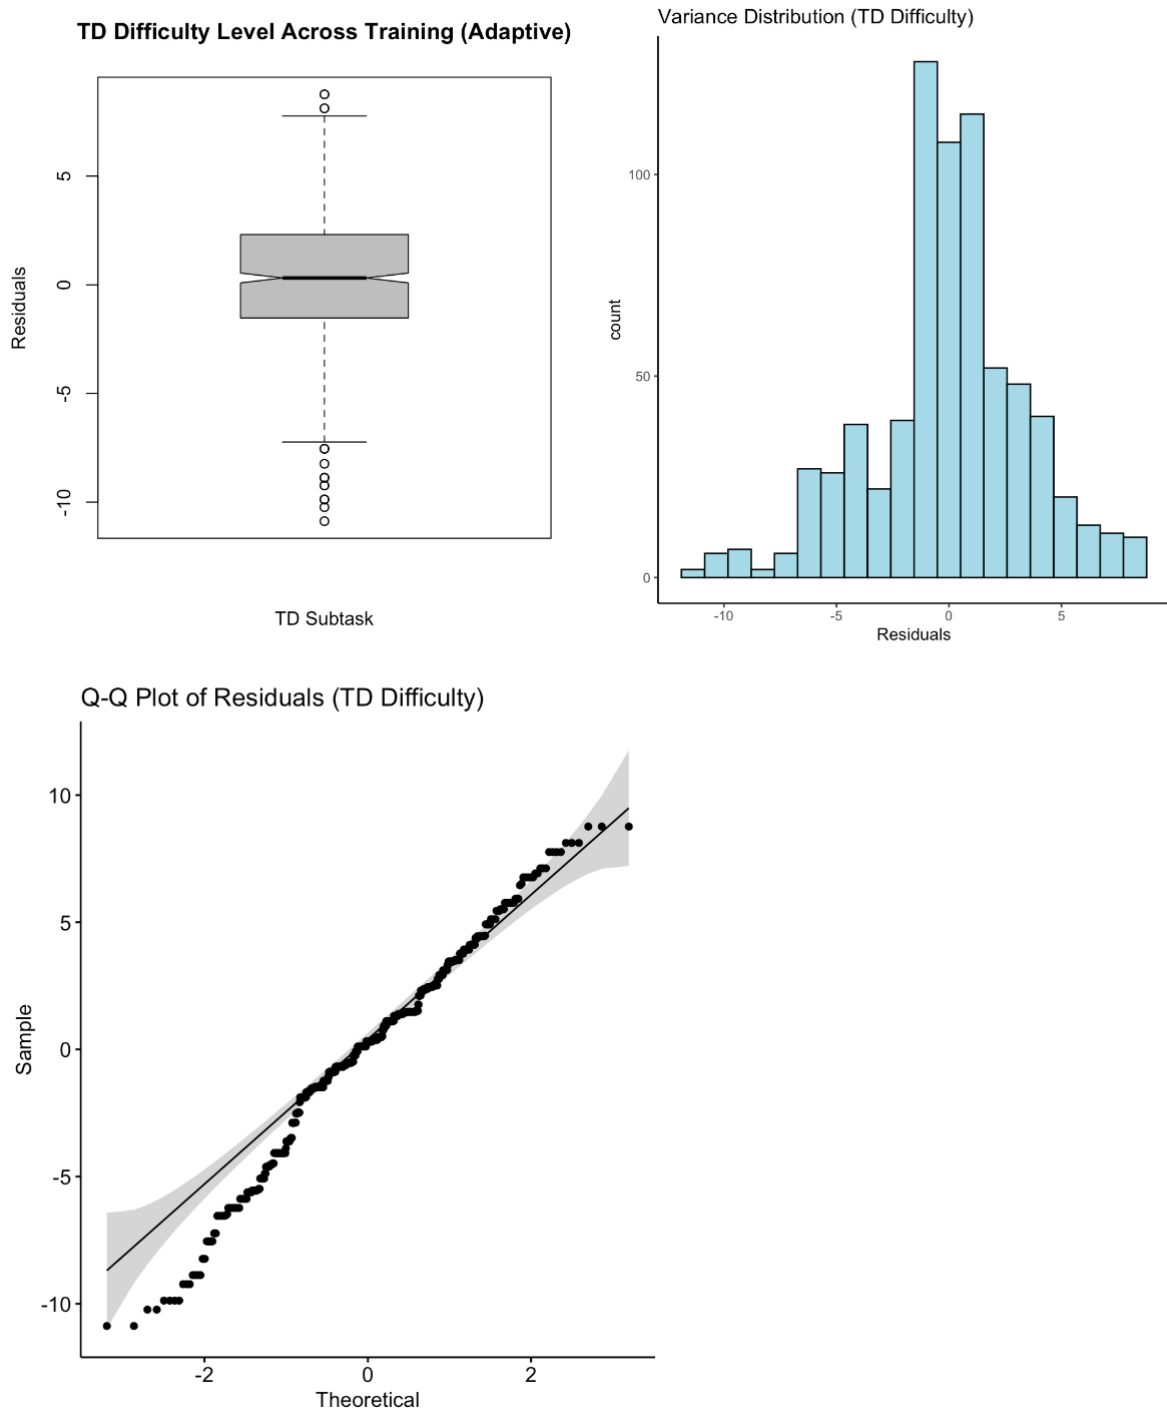 TD Difficulty Level Across Training (Adaptive)
5
0
-5
-10
Residuals
TD Subtask
Variance Distribution (TD Difficulty)
100
50
0
count
-10 -5 0 5
Residuals
Q-Q Plot of Residuals (TD Difficulty)
10
5
0
-5
-10
Sample
-2 0 2
Theoretical